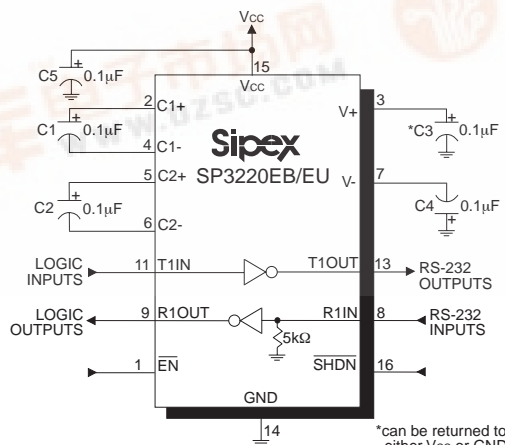 VCC
15
VCC
C5
+
0.1µF
2
C1+
C1
+
0.1µF
4
C1-
5
C2+
C2
+
0.1µF
6
C2-
Sipex
SP3220EB/EU
V+
3
*C3
+
0.1µF
V-
7
C4
0.1µF
+
LOGIC
INPUTS
11
T1IN
T1OUT
13
RS-232
OUTPUTS
LOGIC
OUTPUTS
9
R1OUT
R1IN
8
RS-232
INPUTS
5kΩ
1
EN
SHDN
16
GND
14
*can be returned to
either VCC or GND
WWW.DZSC.COM